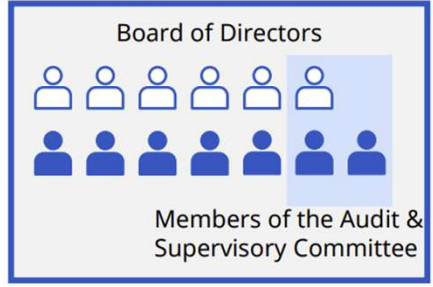 Board of Directors
Members of the Audit &
Supervisory Committee